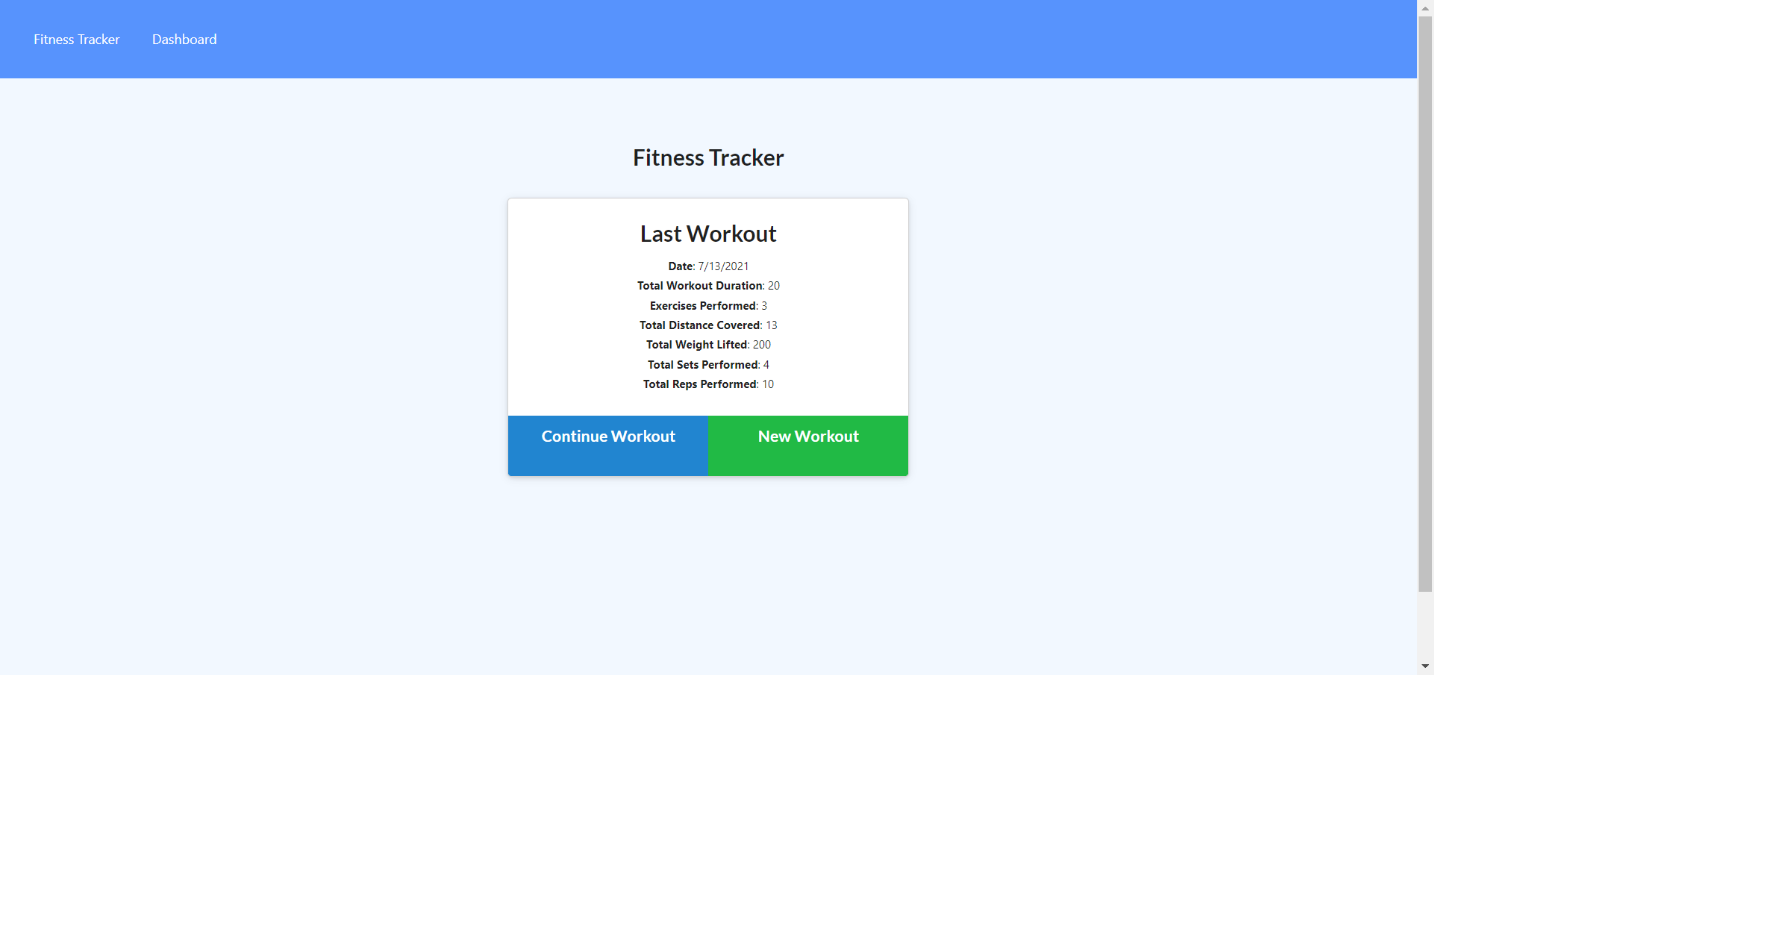 Fitness Tracker Dashboard
Fitness Tracker
Last Workout
Date: 7/13/2021
Total Workout Duration: 20
Exercises Performed: 3
Total Distance Covered: 13
Total Weight Lifted: 200
Total Sets Performed: 4
Total Reps Performed: 10
Continue Workout New Workout